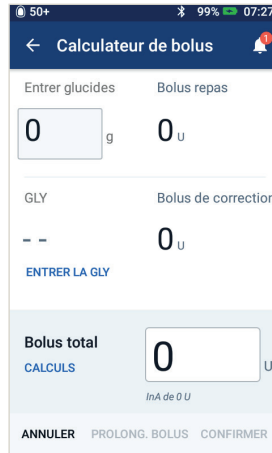 50+ 99% 07:27
Calculateur de bolus 1
Entrer glucides Bolus repas
0 g 0 U
GLY Bolus de correction
-- 0 U
ENTRER LA GLY
Bolus total 0 U
CALCULS
InA de 0 U
ANNULER PROLONG. BOLUS CONFIRMER